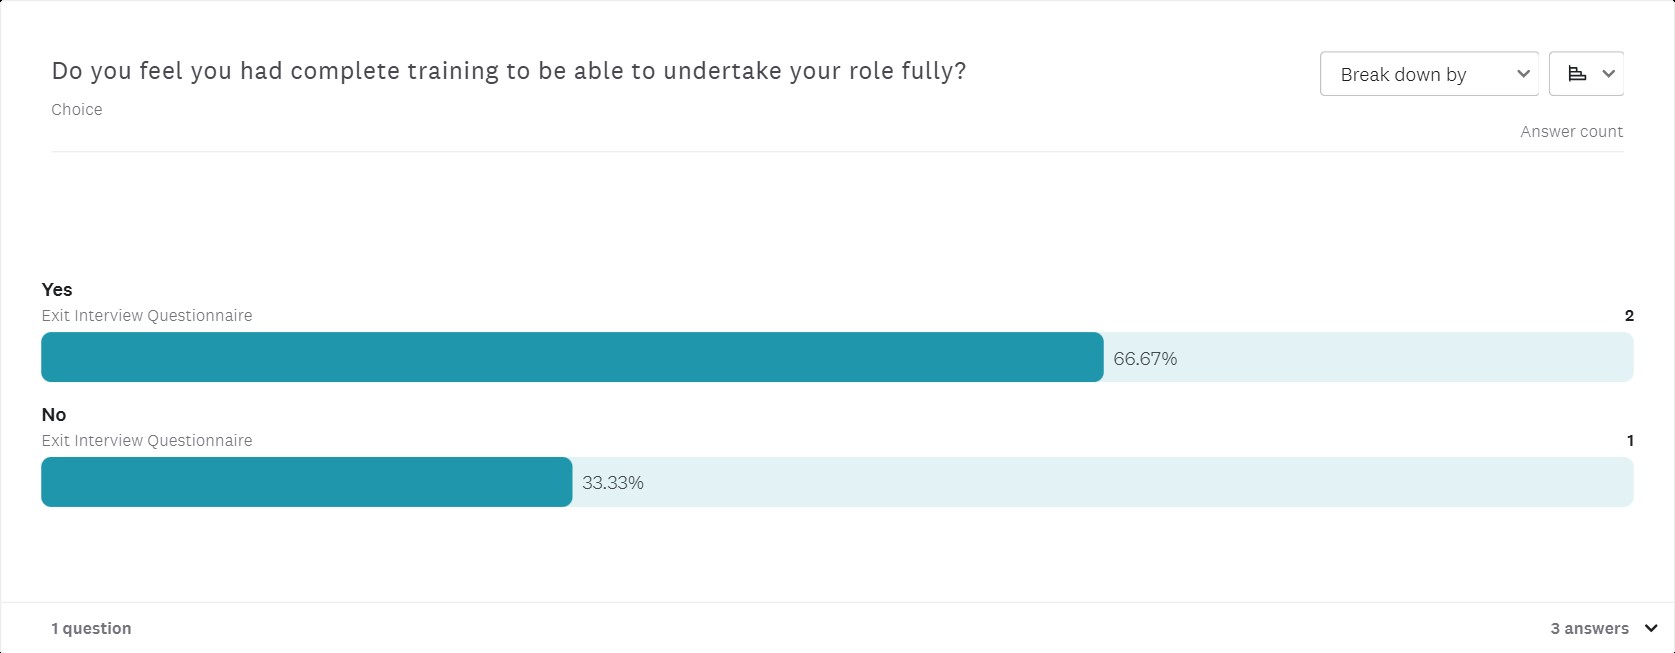 Do you feel you had complete training to be able to undertake your role fully?
Break down by
Choice
Answer count
Yes
Exit Interview Questionnaire
2
66.67%
No
Exit Interview Questionnaire
1
33.33%
1 question
3 answers